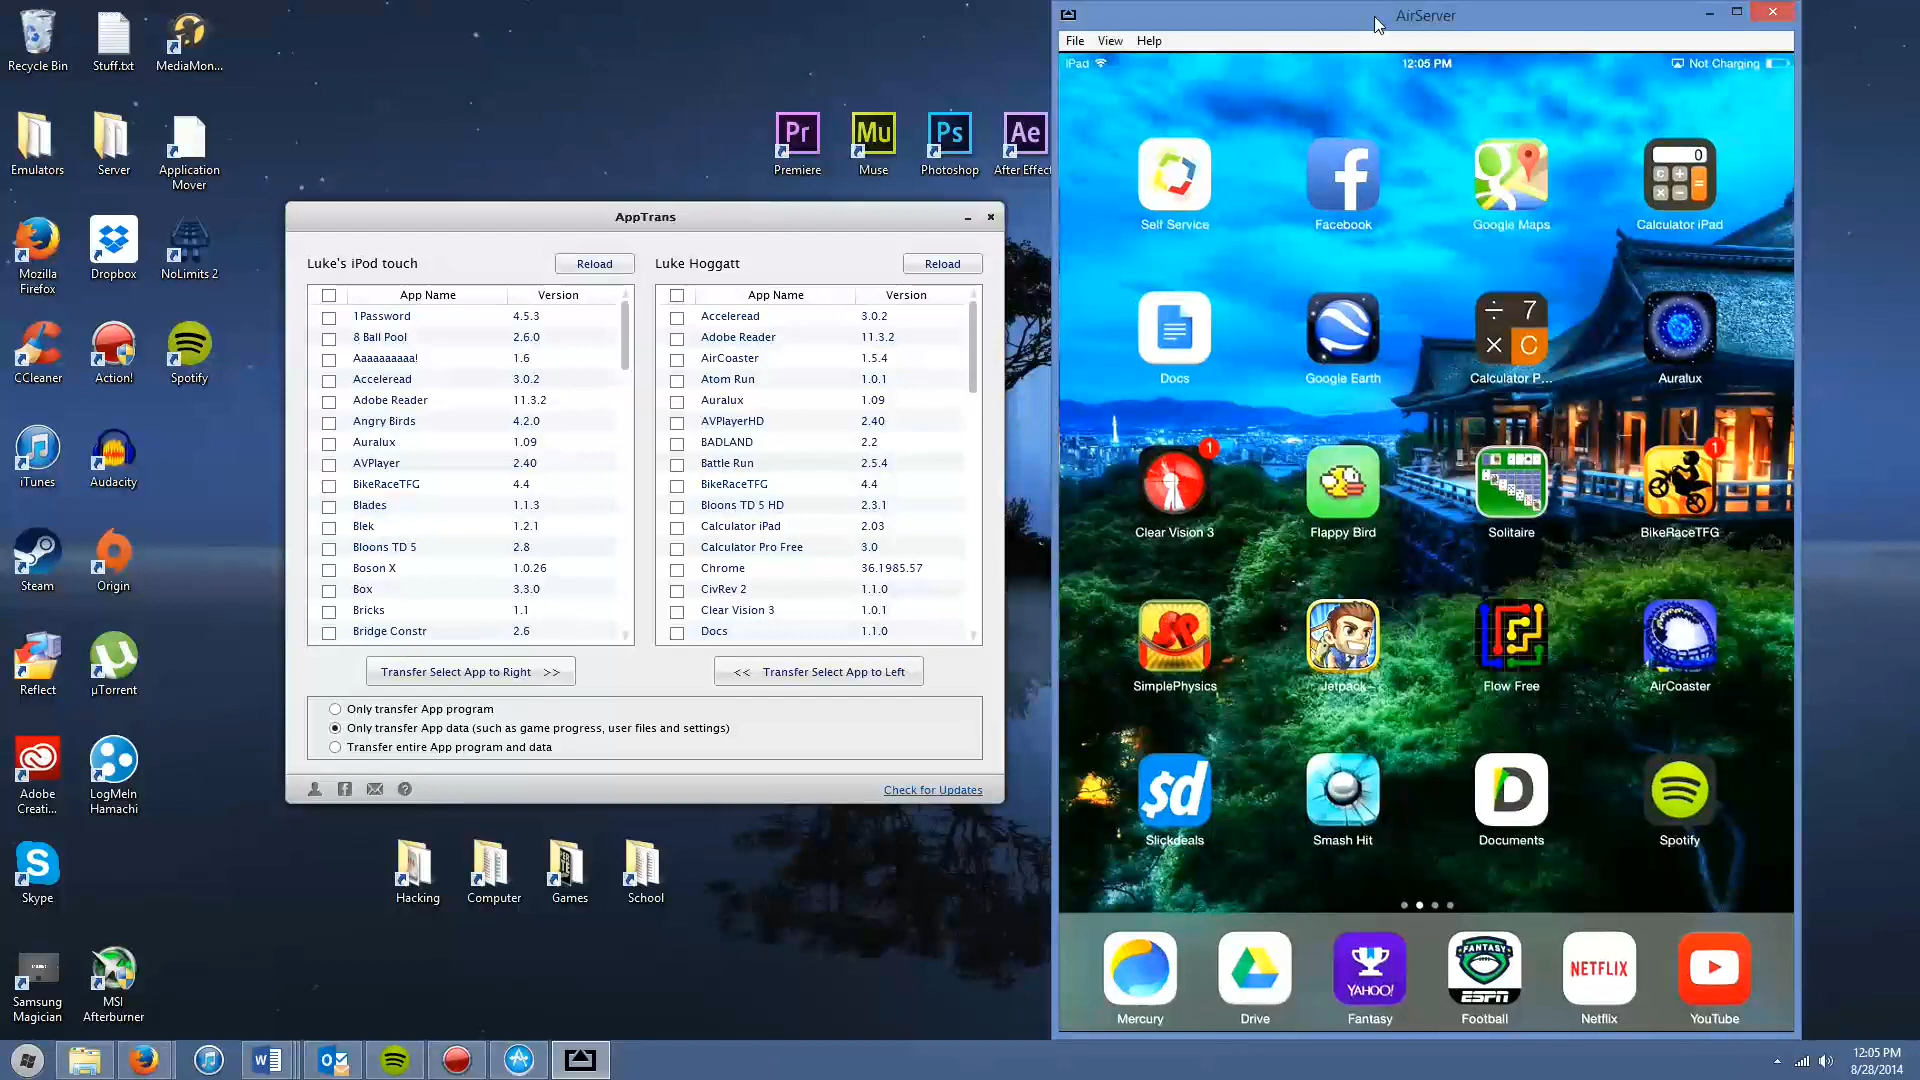 Recycle Bin
Stuff.txt
MediaMon...
Emulators
Server
Application
Mover
Mozilla
Firefox
Dropbox
NoLimits 2
CCleaner
Action!
Spotify
iTunes
Audacity
Steam
Origin
Reflect
µTorrent
Adobe
Creati...
LogMeIn
Hamachi
Skype
Samsung
Magician
MSI
Afterburner
Pr
Mu
Ps
Ae
Premiere
Muse
Photoshop
After Effect
AppTrans
Luke's iPod touch
Reload
App Name Version
1Password 4.5.3
8 Ball Pool 2.6.0
Aaaaaaaaaa! 1.6
Acceleread 3.0.2
Adobe Reader 11.3.2
Angry Birds 4.2.0
Auralux 1.09
AVPlayer 2.40
BikeRaceTFG 4.4
Blades 1.1.3
Blek 1.2.1
Bloons TD 5 2.8
Boson X 1.0.26
Box 3.3.0
Bricks 1.1
Bridge Constr 2.6
Transfer Select App to Right >>
Luke Hoggatt
Reload
App Name Version
Acceleread 3.0.2
Adobe Reader 11.3.2
AirCoaster 1.5.4
Atom Run 1.0.1
Auralux 1.09
AVPlayerHD 2.40
BADLAND 2.2
Battle Run 2.5.4
BikeRaceTFG 4.4
Bloons TD 5 HD 2.3.1
Calculator iPad 2.03
Calculator Pro Free 3.0
Chrome 36.1985.57
CivRev 2 1.1.0
Clear Vision 3 1.0.1
Docs 1.1.0
<< Transfer Select App to Left
Only transfer App program
Only transfer App data (such as game progress, user files and settings)
Transfer entire App program and data
Check for Updates
Hacking
Computer
Games
School
AirServer
File View Help
iPad
12:05 PM
Not Charging
Self Service
Facebook
Google Maps
0
Calculator iPad
Docs
Google Earth
÷ 7
× C
Calculator P...
Auralux
1
Clear Vision 3
Flappy Bird
Solitaire
1
BikeRaceTFG
SimplePhysics
Jetpack
Flow Free
AirCoaster
$d
Slickdeals
Smash Hit
D
Documents
Spotify
Mercury
Drive
YAHOO!
Fantasy
FANTASY
ESPN
Football
NETFLIX
Netflix
YouTube
12:05 PM
8/28/2014